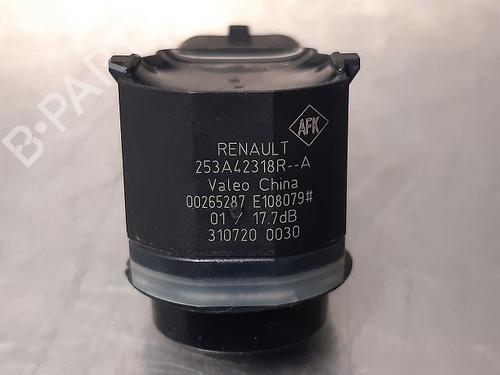 B-PARTS
AFK
RENAULT
253A42318R--A
Valeo China
00265287 E108079#
01 / 17.7dB
310720 0030